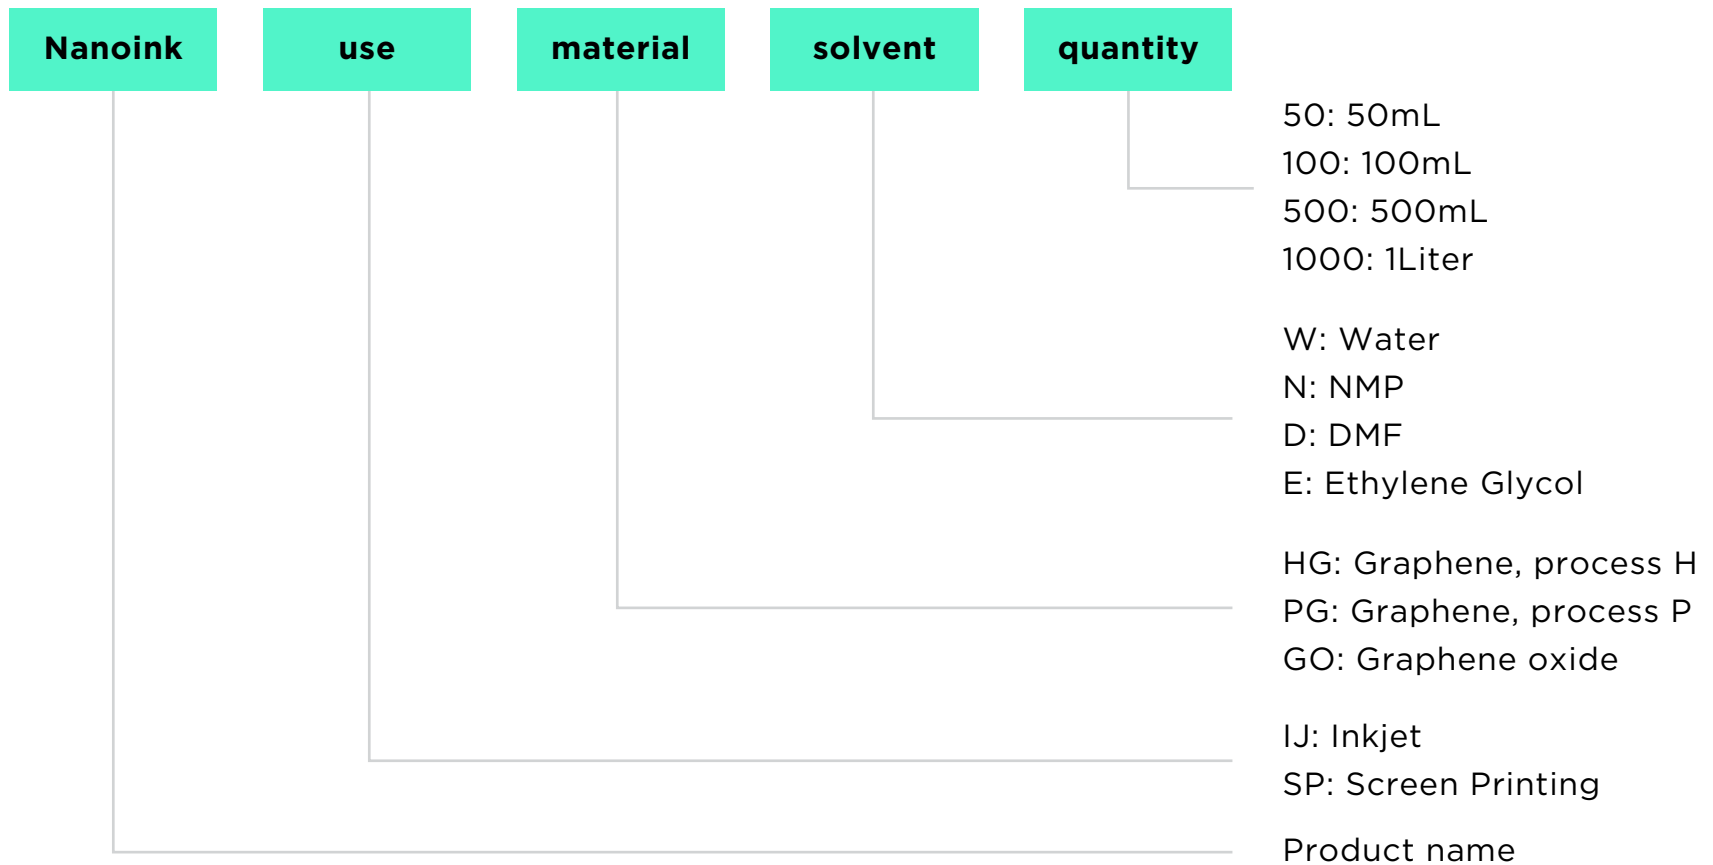 Nanoink use material solvent quantity
50: 50mL
100: 100mL
500: 500mL
1000: 1Liter
W: Water
N: NMP
D: DMF
E: Ethylene Glycol
HG: Graphene, process H
PG: Graphene, process P
GO: Graphene oxide
IJ: Inkjet
SP: Screen Printing
Product name